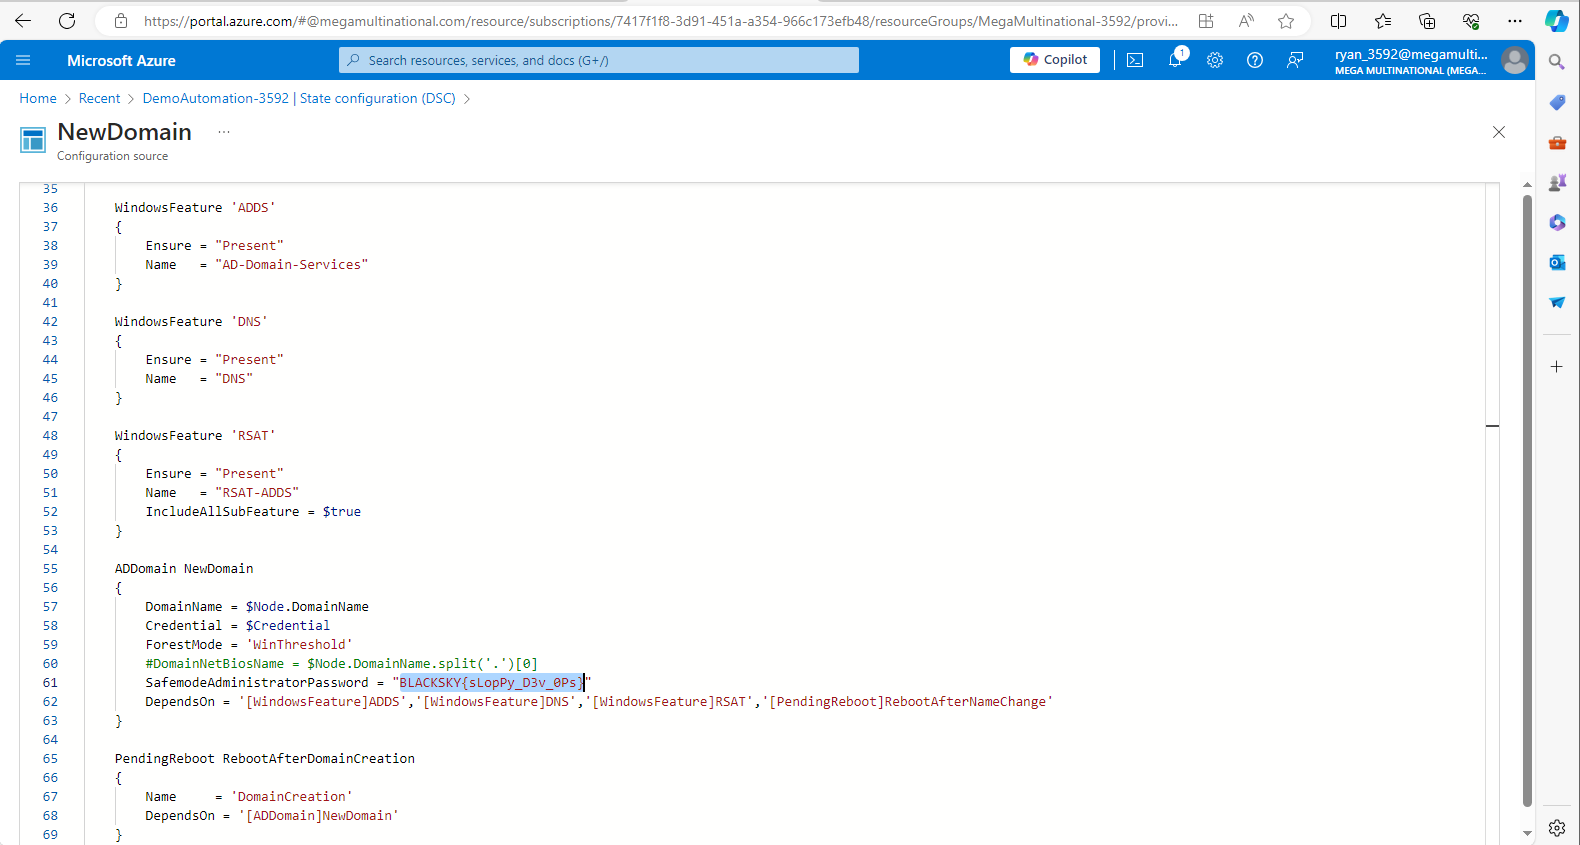 https://portal.azure.com/#@megamultinational.com/resource/subscriptions/7417f1f8-3d91-451a-a354-966c173efb48/resourceGroups/MegaMultinational-3592/provi...
Microsoft Azure
Search resources, services, and docs (G+/)
Copilot
1
ryan_3592@megamulti...
MEGA MULTINATIONAL (MEGA...
Home > Recent > DemoAutomation-3592 | State configuration (DSC) >
NewDomain ...
Configuration source
35
36 WindowsFeature 'ADDS'
37 {
38 Ensure = "Present"
39 Name = "AD-Domain-Services"
40 }
41
42 WindowsFeature 'DNS'
43 {
44 Ensure = "Present"
45 Name = "DNS"
46 }
47
48 WindowsFeature 'RSAT'
49 {
50 Ensure = "Present"
51 Name = "RSAT-ADDS"
52 IncludeAllSubFeature = $true
53 }
54
55 ADDomain NewDomain
56 {
57 DomainName = $Node.DomainName
58 Credential = $Credential
59 ForestMode = 'WinThreshold'
60 #DomainNetBiosName = $Node.DomainName.split('.')[0]
61 SafemodeAdministratorPassword = "BLACKSKY{sLopPy_D3v_0Ps}"
62 DependsOn = '[WindowsFeature]ADDS','[WindowsFeature]DNS','[WindowsFeature]RSAT','[PendingReboot]RebootAfterNameChange'
63 }
64
65 PendingReboot RebootAfterDomainCreation
66 {
67 Name = 'DomainCreation'
68 DependsOn = '[ADDomain]NewDomain'
69 }